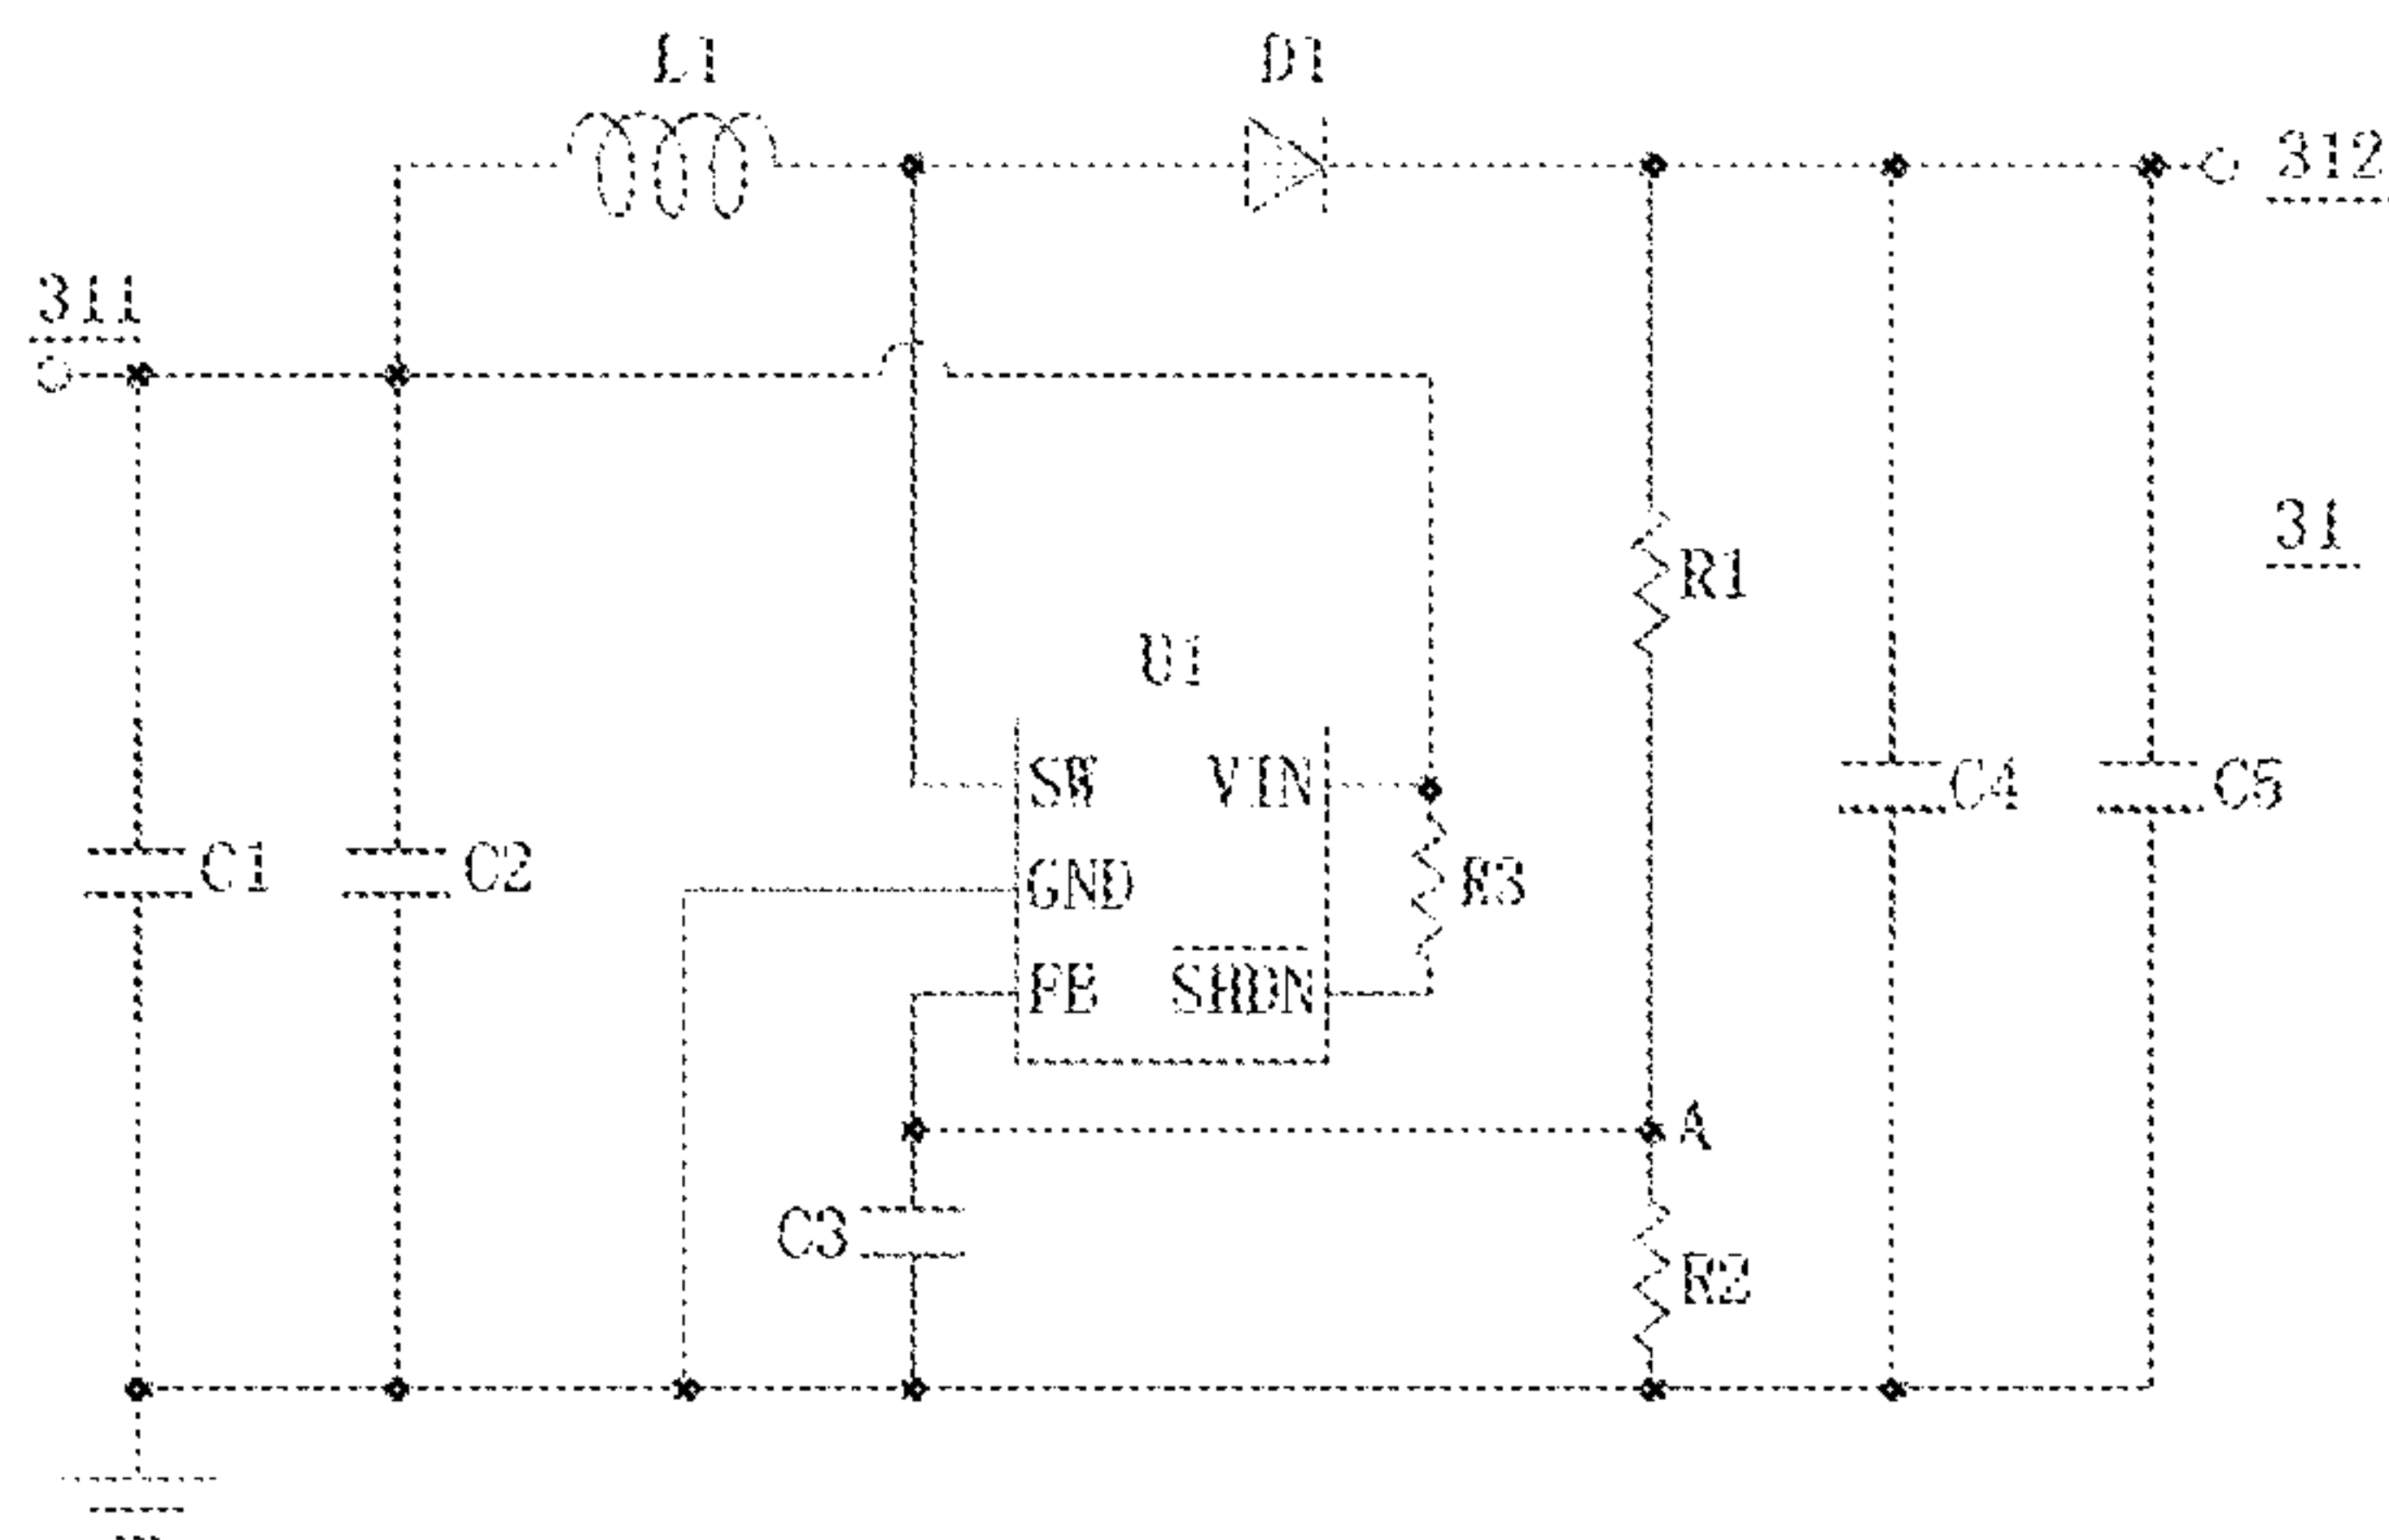 L1
D1
312
311
31
R1
U1
SW
VIN
C4
C5
C1
C2
GND
R3
FB
SHDN
A
C3
R2